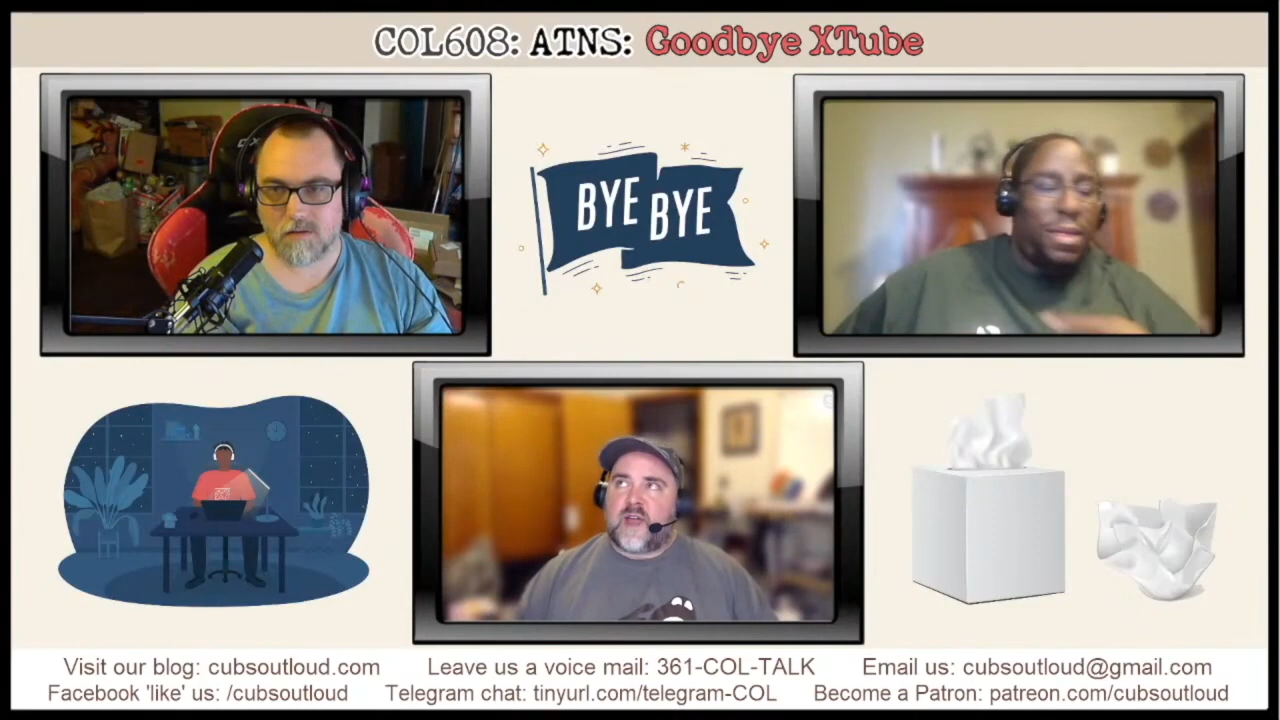 COL608: ATNS: Goodbye XTube
BYE BYE
Visit our blog: cubsoutloud.com Leave us a voice mail: 361-COL-TALK Email us: cubsoutloud@gmail.com
Facebook 'like' us: /cubsoutloud Telegram chat: tinyurl.com/telegram-COL Become a Patron: patreon.com/cubsoutloud